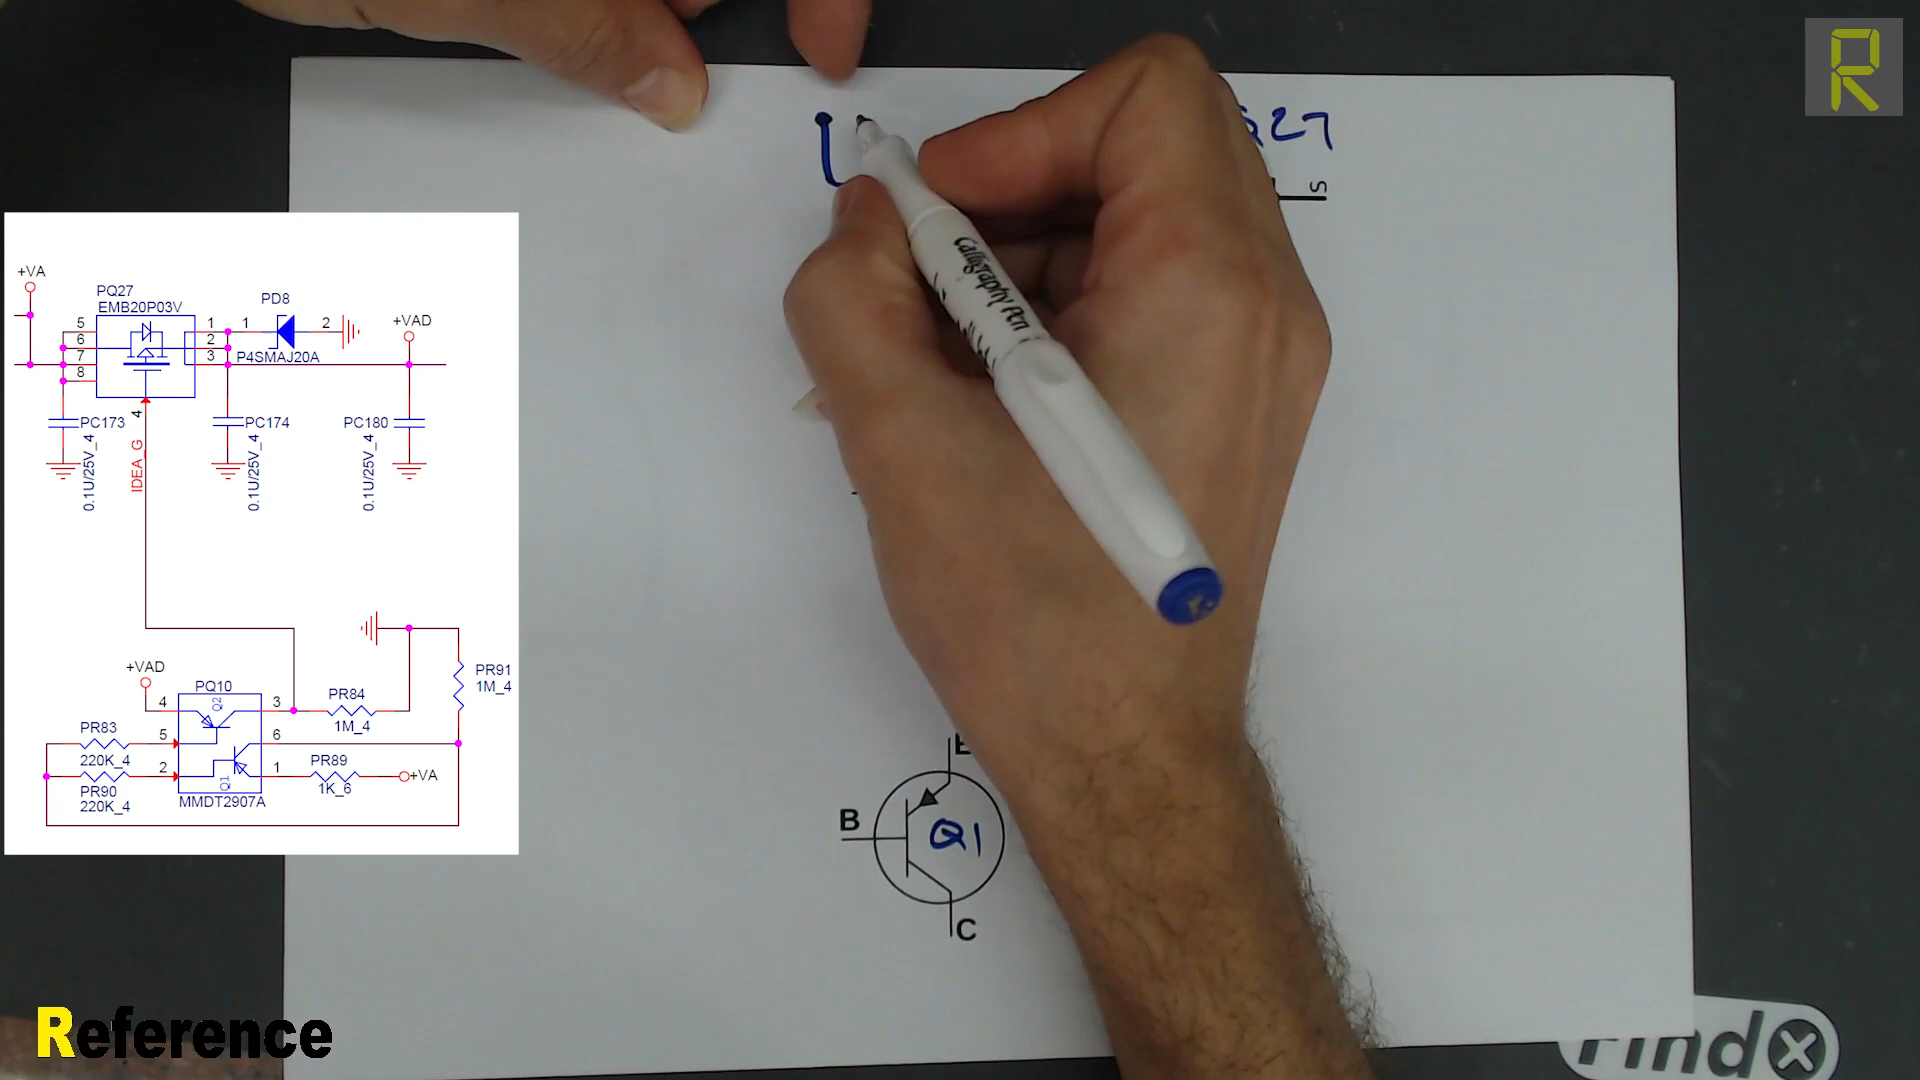 R
Q27
S
Calligraphy Pen
+VA
PQ27
EMB20P03V
PD8
+VAD
5 1 1 2
6 2
7 3 P4SMAJ20A
8
4
PC173
0.1U/25V_4
IDEA_G
PC174
0.1U/25V_4
PC180
0.1U/25V_4
+VAD
PQ10
PR91
1M_4
4 Q2 3 PR84
1M_4
PR83
220K_4
5 6
2 Q1 1 PR89
1K_6
+VA
PR90
220K_4
MMDT2907A
E
B
Q1
C
Reference
Find